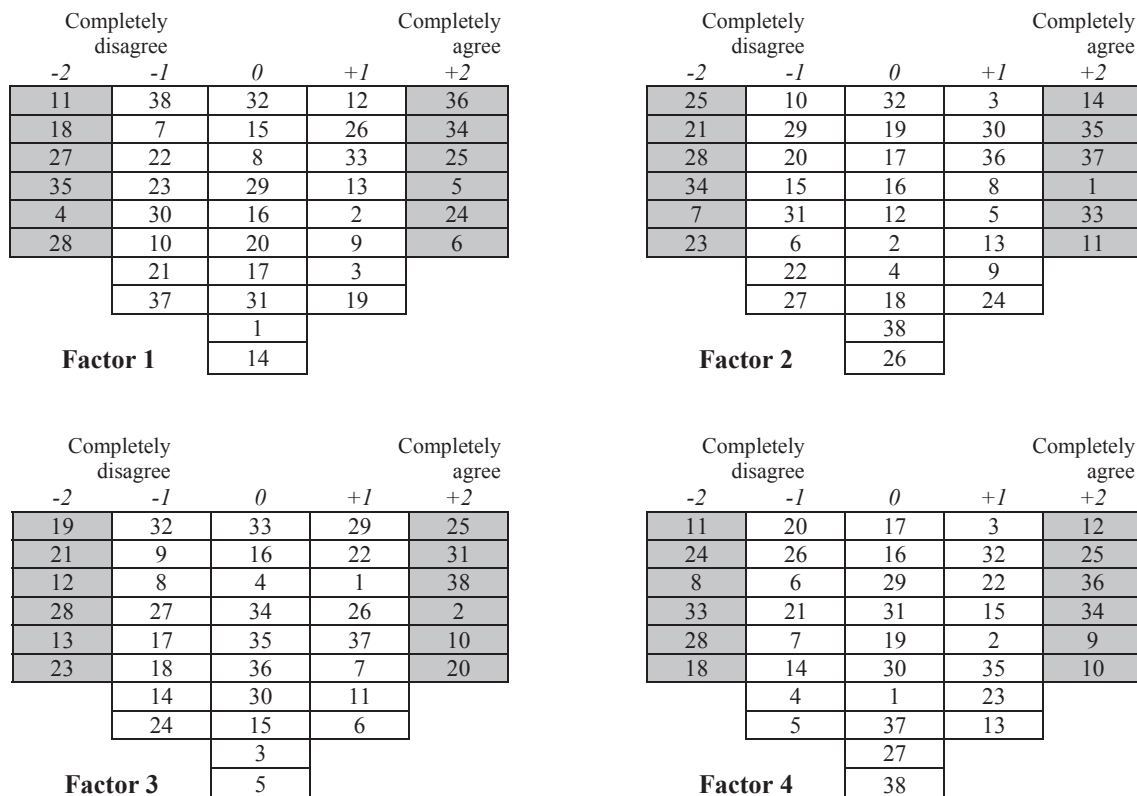 Completely Completely
disagree agree
-2 -1 0 +1 +2
11 38 32 12 36
18 7 15 26 34
27 22 8 33 25
35 23 29 13 5
4 30 16 2 24
28 10 20 9 6
21 17 3
37 31 19
1
Factor 1 14
Completely Completely
disagree agree
-2 -1 0 +1 +2
25 10 32 3 14
21 29 19 30 35
28 20 17 36 37
34 15 16 8 1
7 31 12 5 33
23 6 2 13 11
22 4 9
27 18 24
38
Factor 2 26
Completely Completely
disagree agree
-2 -1 0 +1 +2
19 32 33 29 25
21 9 16 22 31
12 8 4 1 38
28 27 34 26 2
13 17 35 37 10
23 18 36 7 20
14 30 11
24 15 6
3
Factor 3 5
Completely Completely
disagree agree
-2 -1 0 +1 +2
11 20 17 3 12
24 26 16 32 25
8 6 29 22 36
33 21 31 15 34
28 7 19 2 9
18 14 30 35 10
4 1 23
5 37 13
27
Factor 4 38